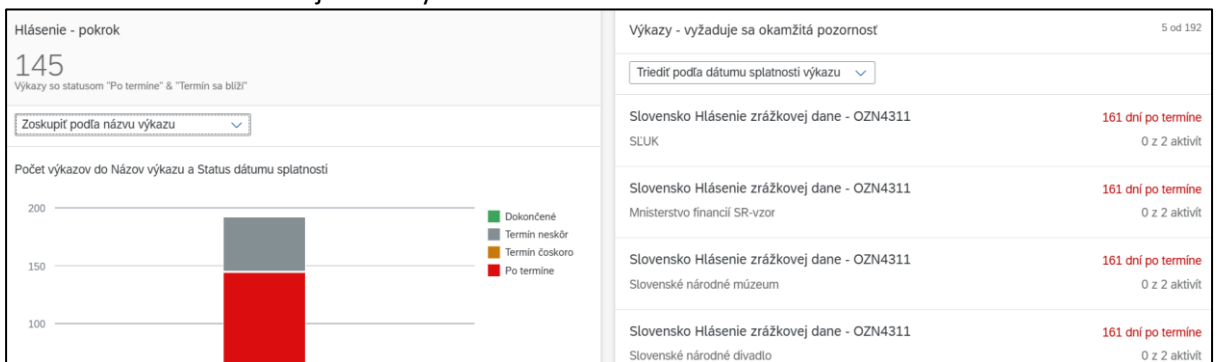 Hlásenie - pokrok
145
Výkazy so statusom "Po termíne" & "Termín sa blíži"
Zoskupiť podľa názvu výkazu
Počet výkazov do Názov výkazu a Status dátumu splatnosti
200
150
100
Dokončené
Termín neskôr
Termín čoskoro
Po termíne
Výkazy - vyžaduje sa okamžitá pozornosť
5 od 192
Triediť podľa dátumu splatnosti výkazu
Slovensko Hlásenie zrážkovej dane - OZN4311
161 dní po termíne
SĽUK
0 z 2 aktivít
Slovensko Hlásenie zrážkovej dane - OZN4311
161 dní po termíne
Mnisterstvo financií SR-vzor
0 z 2 aktivít
Slovensko Hlásenie zrážkovej dane - OZN4311
161 dní po termíne
Slovenské národné múzeum
0 z 2 aktivít
Slovensko Hlásenie zrážkovej dane - OZN4311
161 dní po termíne
Slovenské národné divadlo
0 z 2 aktivít